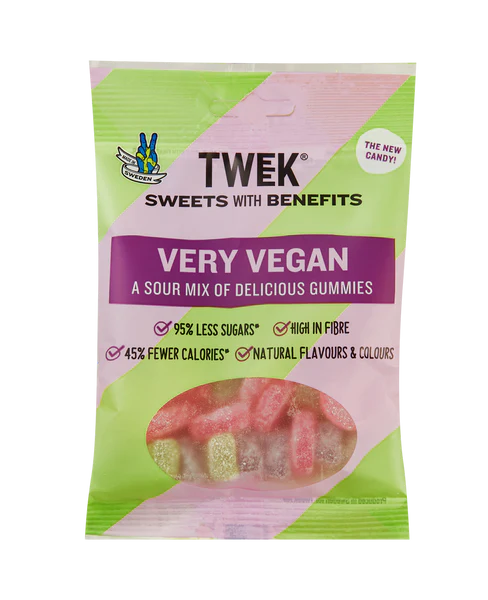 MADE IN
SWEDEN
THE NEW
CANDY!
TWEK®
SWEETS WITH BENEFITS
VERY VEGAN
A SOUR MIX OF DELICIOUS GUMMIES
95% LESS SUGARS* HIGH IN FIBRE
45% FEWER CALORIES* NATURAL FLAVOURS & COLOURS